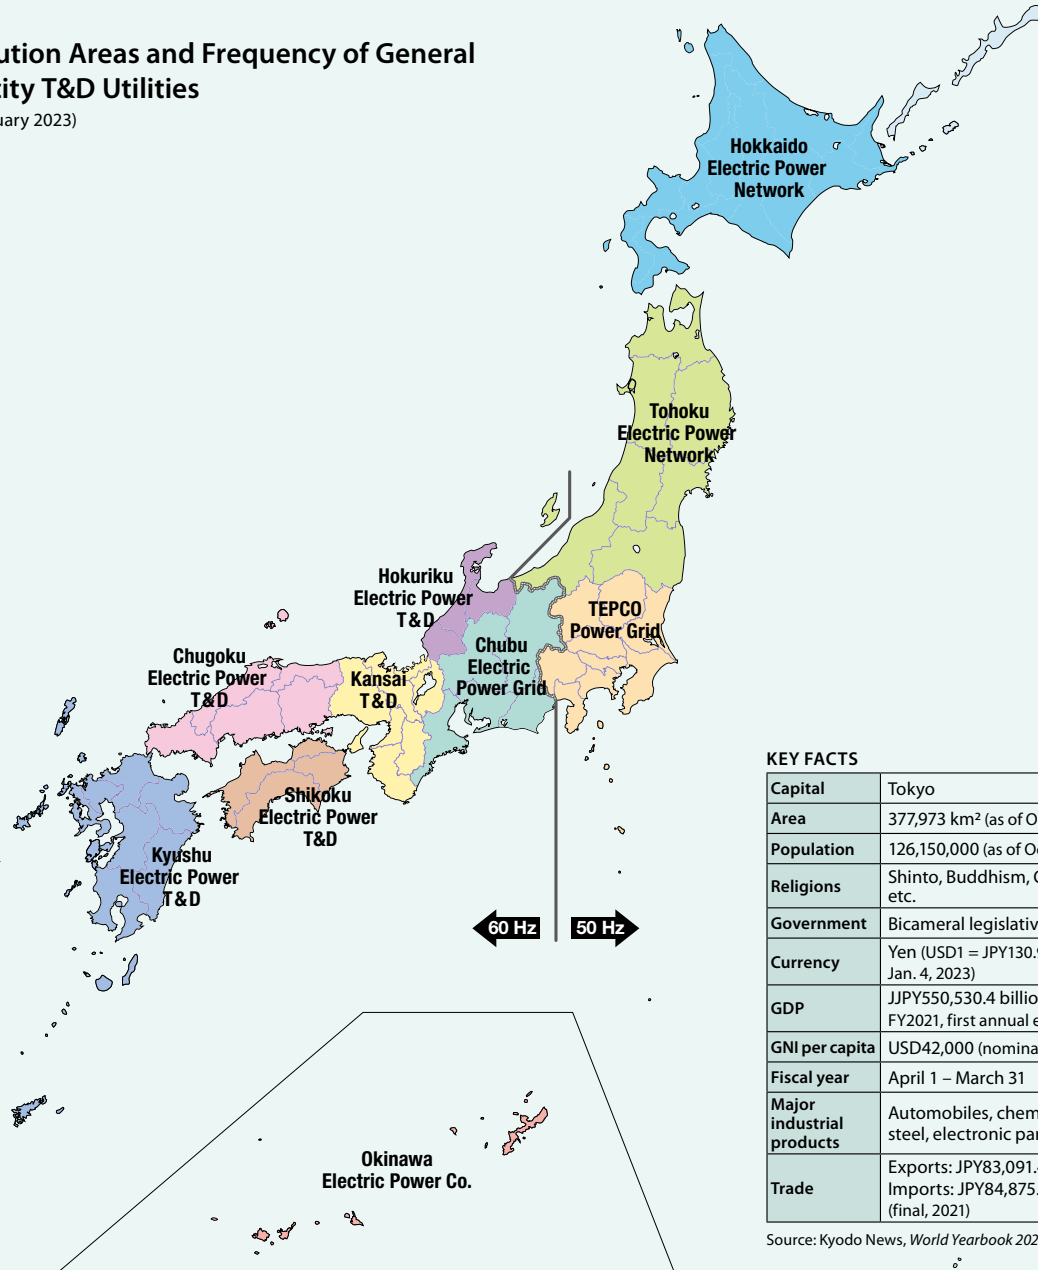 ution Areas and Frequency of General
city T&D Utilities
uary 2023)
Hokkaido
Electric Power
Network
Tohoku
Electric Power
Network
Hokuriku
Electric Power
T&D
TEPCO
Power Grid
Chubu
Electric
Power Grid
Chugoku
Electric Power
T&D
Kansai
T&D
Shikoku
Electric Power
T&D
Kyushu
Electric Power
T&D
60 Hz
50 Hz
Okinawa
Electric Power Co.
KEY FACTS
Capital Tokyo
Area 377,973 km² (as of O
Population 126,150,000 (as of O
Religions Shinto, Buddhism, C
etc.
Government Bicameral legislativ
Currency Yen (USD1 = JPY130.9
Jan. 4, 2023)
GDP JJPY550,530.4 billio
FY2021, first annual e
GNI per capita USD42,000 (nomina
Fiscal year April 1 – March 31
Major
industrial
products
Automobiles, chem
steel, electronic par
Trade
Exports: JPY83,091.
Imports: JPY84,875.
(final, 2021)
Source: Kyodo News, World Yearbook 202